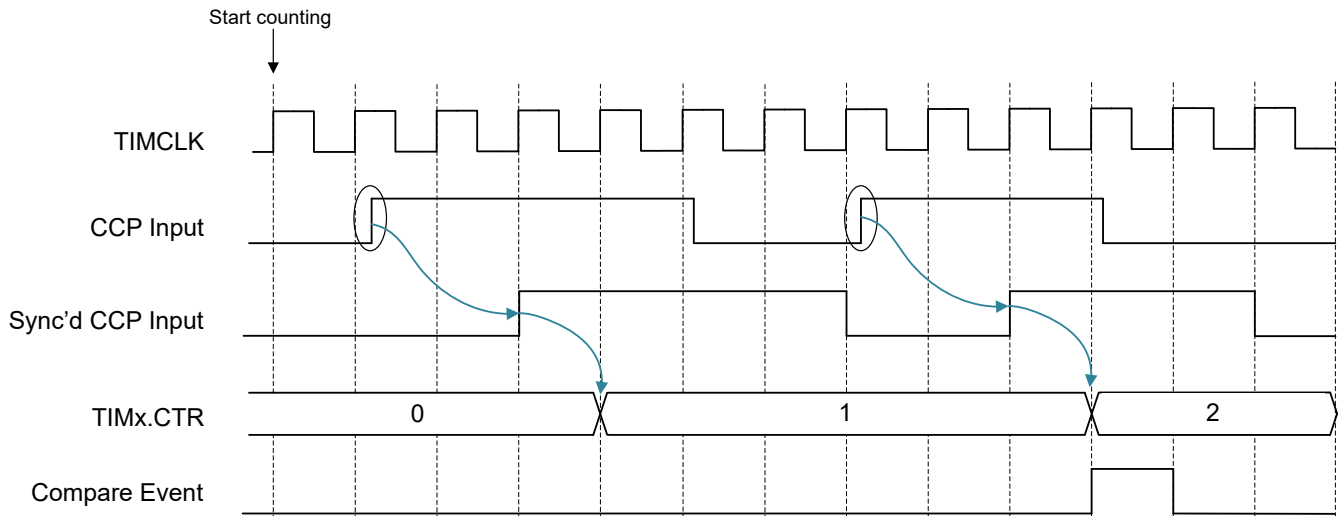 Start counting
TIMCLK
CCP Input
Sync’d CCP Input
TIMx.CTR
0
1
2
Compare Event